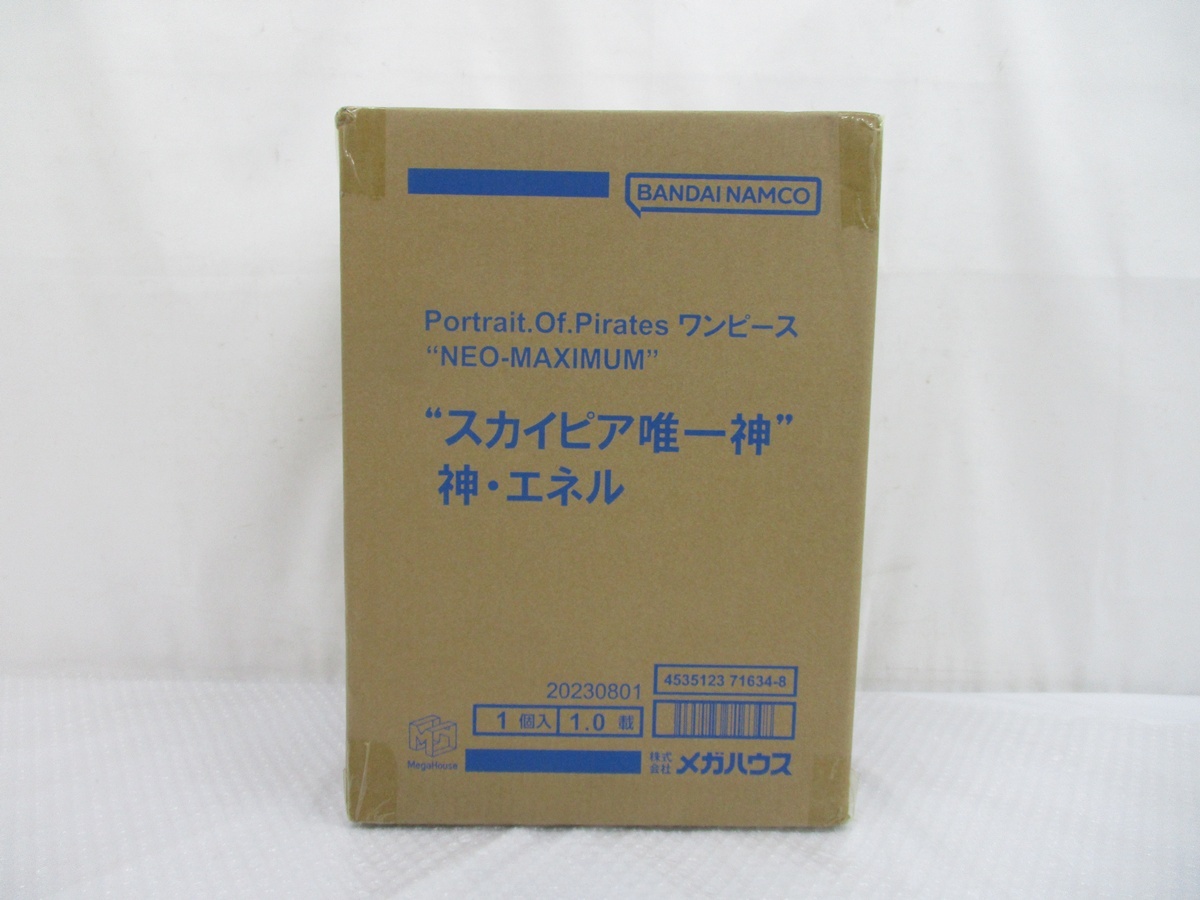 BANDAI NAMCO
Portrait.Of.Pirates ワンピース
“NEO-MAXIMUM”
“スカイピア唯一神”
神・エネル
20230801
4535123 71634-8
1個入 1.0 載
MegaHouse
株式会社 メガハウス